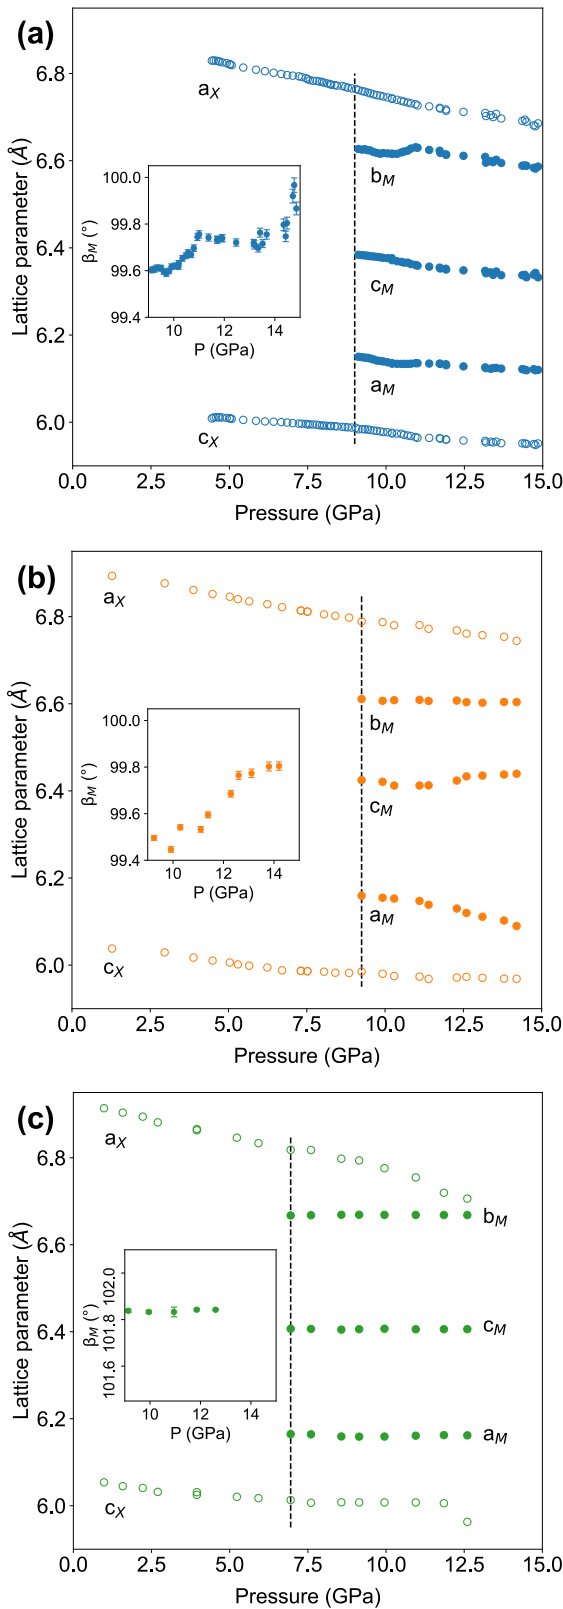 (a)
6.8
6.6
6.4
6.2
6.0
Lattice parameter (Å)
a_X
b_M
c_M
a_M
c_X
100.0
99.8
99.6
99.4
β_M (°)
10 12 14
P (GPa)
0.0 2.5 5.0 7.5 10.0 12.5 15.0
Pressure (GPa)
(b)
6.8
6.6
6.4
6.2
6.0
Lattice parameter (Å)
a_X
b_M
c_M
a_M
c_X
100.0
99.8
99.6
99.4
β_M (°)
10 12 14
P (GPa)
0.0 2.5 5.0 7.5 10.0 12.5 15.0
Pressure (GPa)
(c)
6.8
6.6
6.4
6.2
6.0
Lattice parameter (Å)
a_X
b_M
c_M
a_M
c_X
102.0
101.8
101.6
β_M (°)
10 12 14
P (GPa)
0.0 2.5 5.0 7.5 10.0 12.5 15.0
Pressure (GPa)